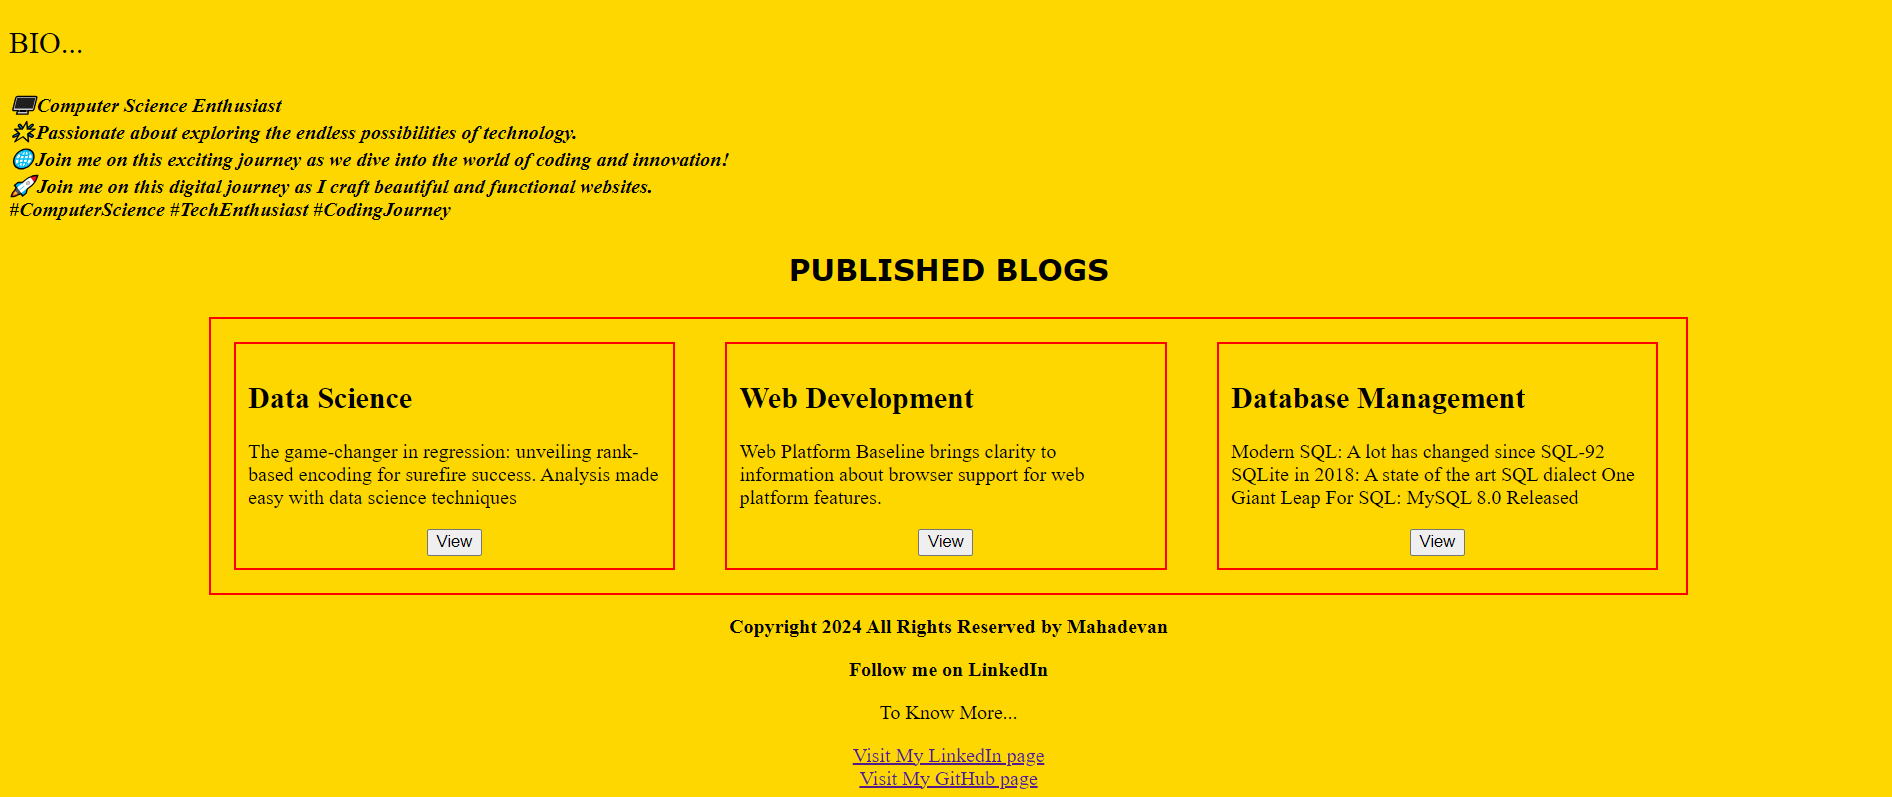 BIO...
🖥️Computer Science Enthusiast
🌟Passionate about exploring the endless possibilities of technology.
🌐Join me on this exciting journey as we dive into the world of coding and innovation!
🚀Join me on this digital journey as I craft beautiful and functional websites.
#ComputerScience #TechEnthusiast #CodingJourney
PUBLISHED BLOGS
Data Science
The game-changer in regression: unveiling rank-
based encoding for surefire success. Analysis made
easy with data science techniques
View
Web Development
Web Platform Baseline brings clarity to
information about browser support for web
platform features.
View
Database Management
Modern SQL: A lot has changed since SQL-92
SQLite in 2018: A state of the art SQL dialect One
Giant Leap For SQL: MySQL 8.0 Released
View
Copyright 2024 All Rights Reserved by Mahadevan
Follow me on LinkedIn
To Know More...
Visit My LinkedIn page
Visit My GitHub page